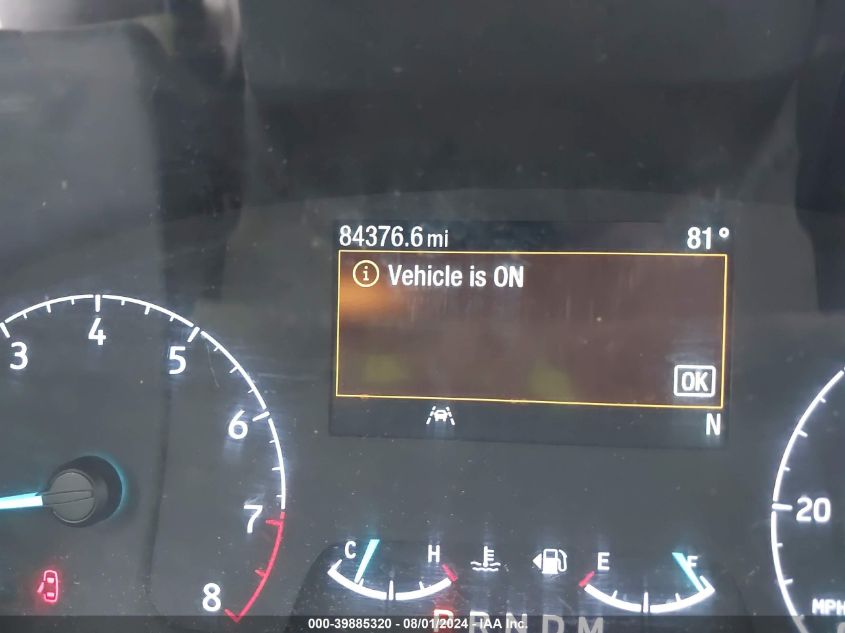 84376.6 mi 81°
Vehicle is ON
OK
N
3 4 5 6 7 8
20
MPH
C H E F
P R N D M
000-39885320 - 08/01/2024 - IAA Inc.